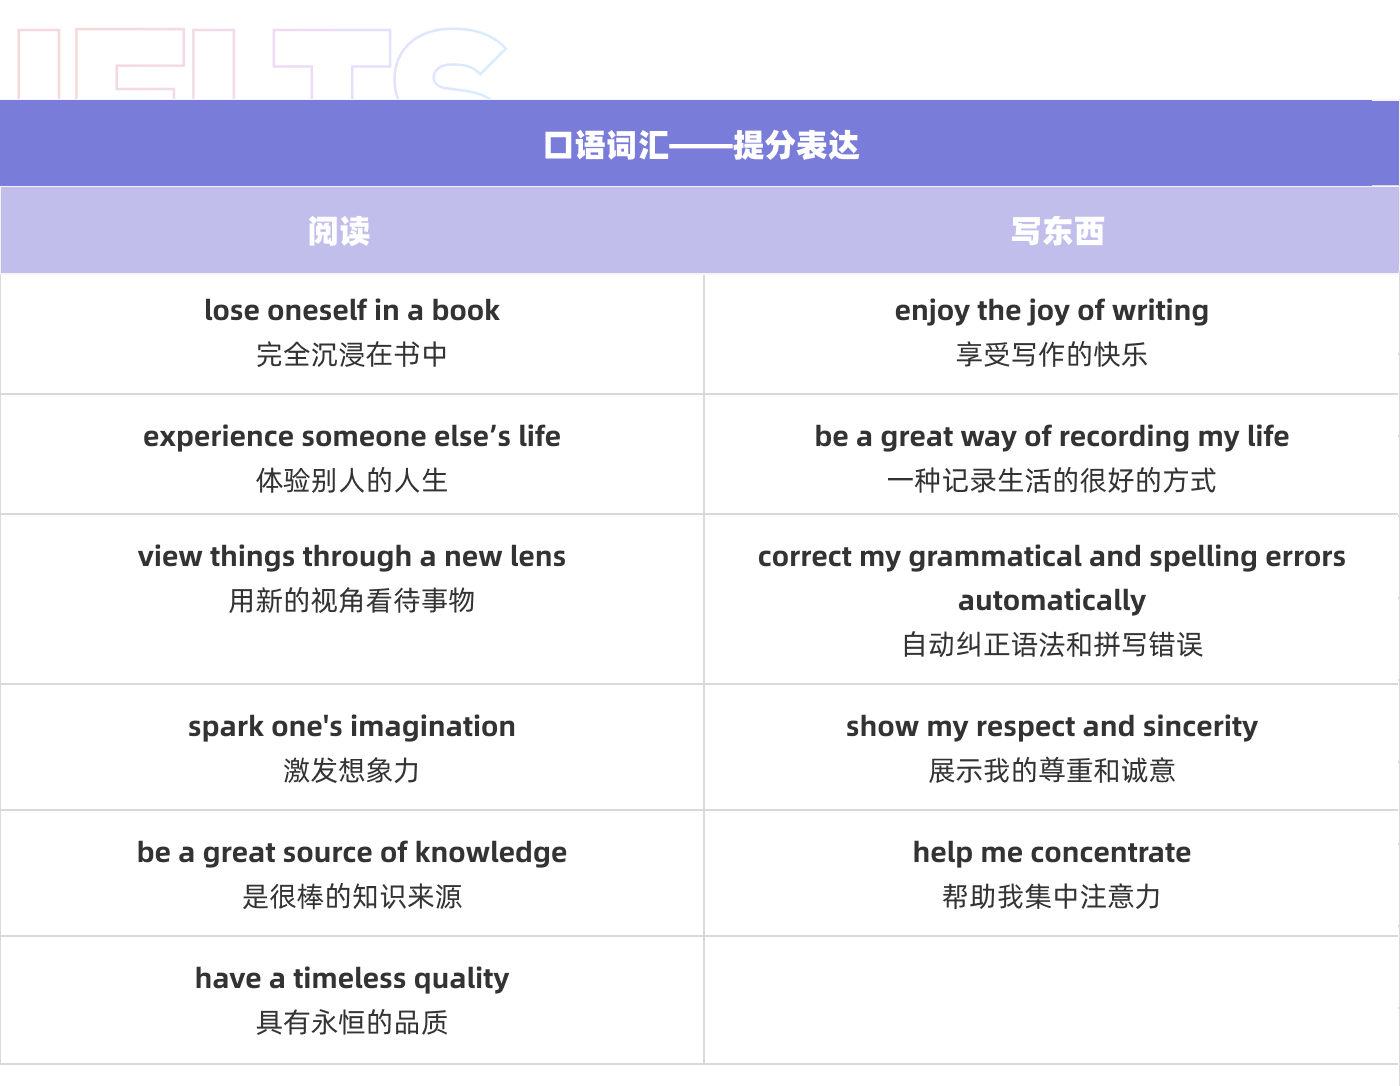 IELTS
口语词汇——提分表达
阅读
写东西
lose oneself in a book
完全沉浸在书中
enjoy the joy of writing
享受写作的快乐
experience someone else’s life
体验别人的人生
be a great way of recording my life
一种记录生活的很好的方式
view things through a new lens
用新的视角看待事物
correct my grammatical and spelling errors
automatically
自动纠正语法和拼写错误
spark one's imagination
激发想象力
show my respect and sincerity
展示我的尊重和诚意
be a great source of knowledge
是很棒的知识来源
help me concentrate
帮助我集中注意力
have a timeless quality
具有永恒的品质